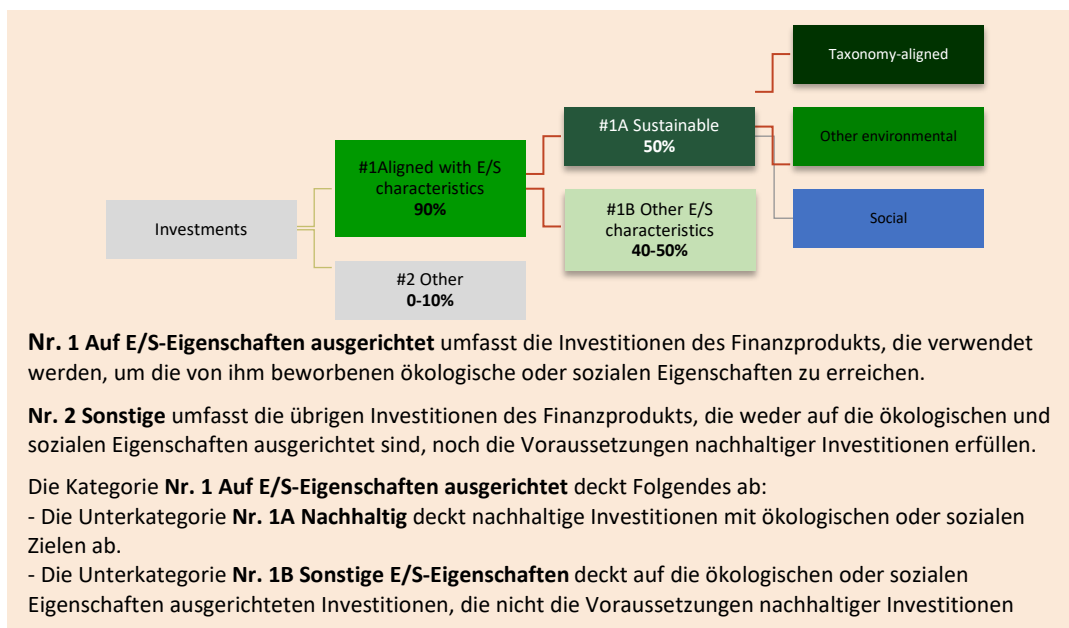 Taxonomy-aligned
#1A Sustainable
50%
Other environmental
#1Aligned with E/S
characteristics
90%
#1B Other E/S
characteristics
40-50%
Social
Investments
#2 Other
0-10%
Nr. 1 Auf E/S-Eigenschaften ausgerichtet umfasst die Investitionen des Finanzprodukts, die verwendet
werden, um die von ihm beworbenen ökologische oder sozialen Eigenschaften zu erreichen.
Nr. 2 Sonstige umfasst die übrigen Investitionen des Finanzprodukts, die weder auf die ökologischen und
sozialen Eigenschaften ausgerichtet sind, noch die Voraussetzungen nachhaltiger Investitionen erfüllen.
Die Kategorie Nr. 1 Auf E/S-Eigenschaften ausgerichtet deckt Folgendes ab:
- Die Unterkategorie Nr. 1A Nachhaltig deckt nachhaltige Investitionen mit ökologischen oder sozialen
Zielen ab.
- Die Unterkategorie Nr. 1B Sonstige E/S-Eigenschaften deckt auf die ökologischen oder sozialen
Eigenschaften ausgerichteten Investitionen, die nicht die Voraussetzungen nachhaltiger Investitionen